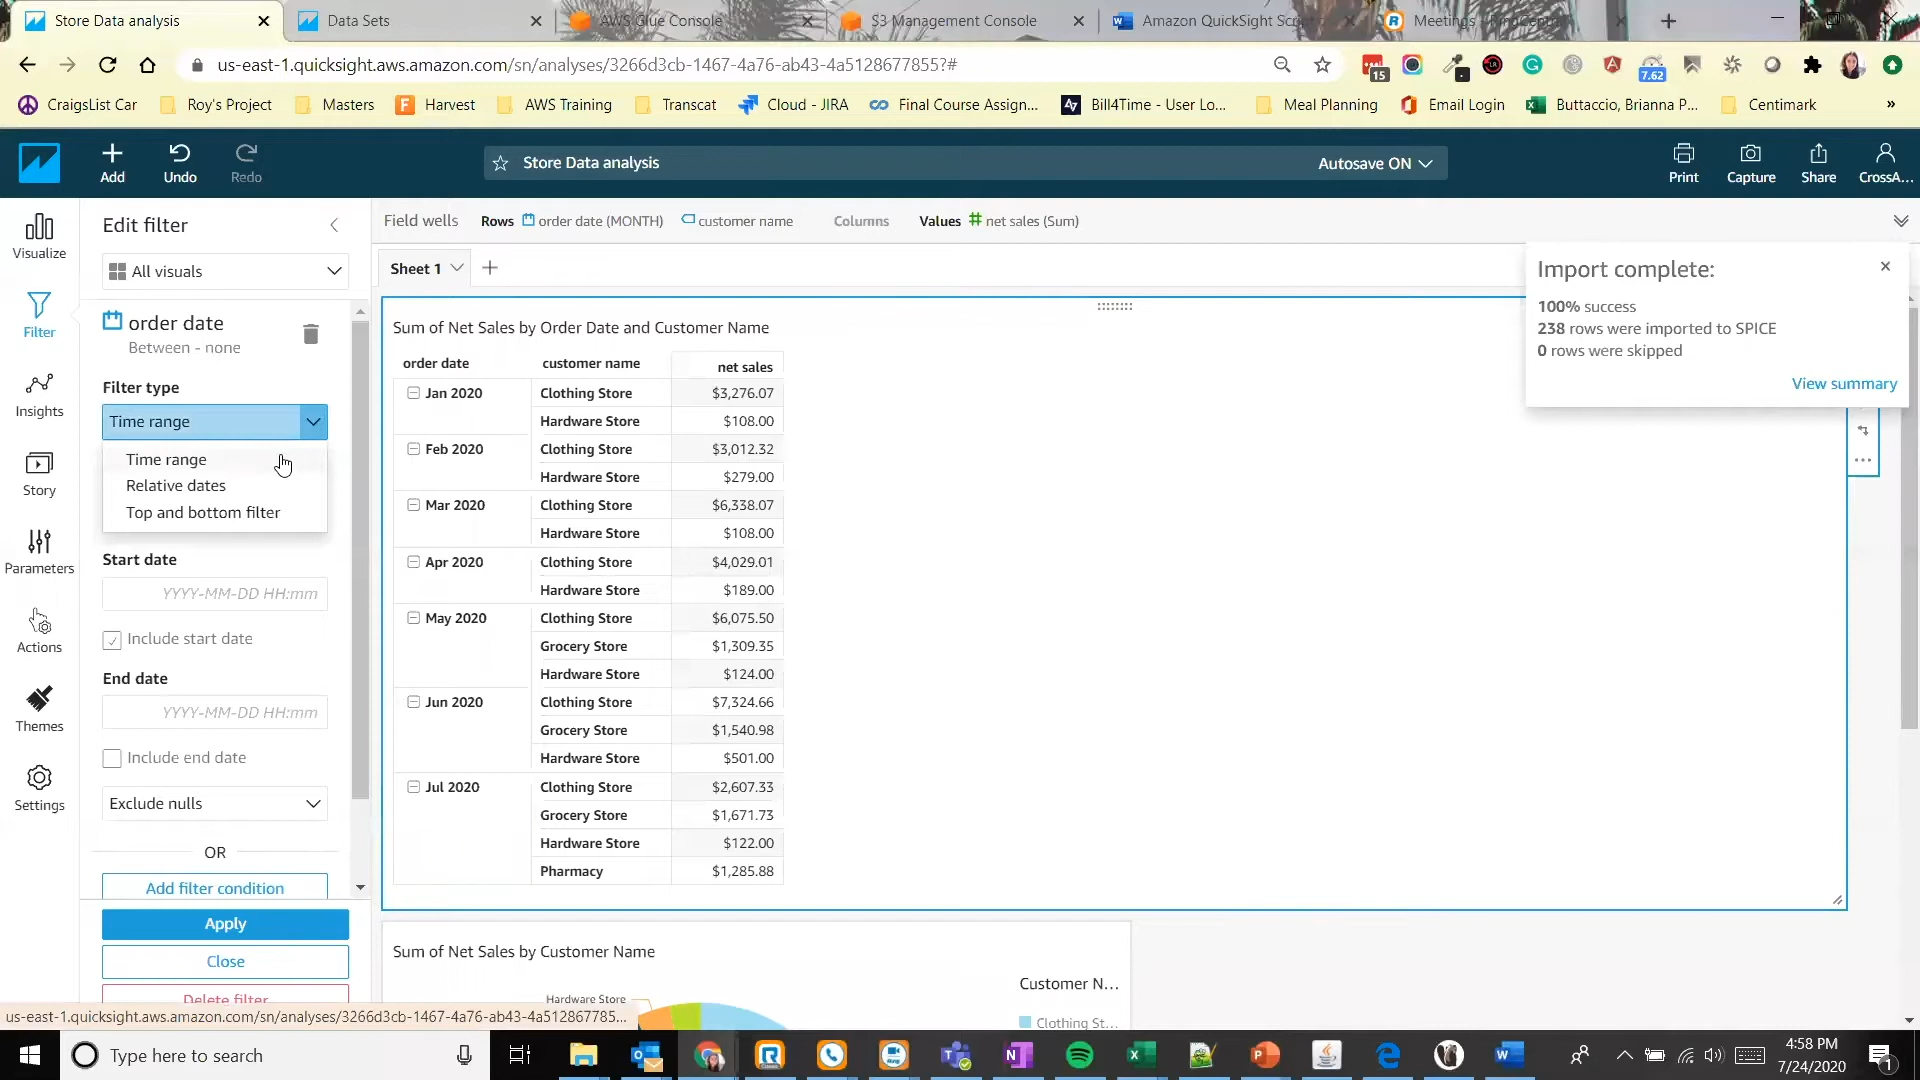 Store Data analysis
Data Sets
AWS Glue Console
S3 Management Console
Amazon QuickSight Script
Meetings - RingCentral
us-east-1.quicksight.aws.amazon.com/sn/analyses/3266d3cb-1467-4a76-ab43-4a5128677855?#
15
7.62
CraigsList Car
Roy's Project
Masters
Harvest
AWS Training
Transcat
Cloud - JIRA
Final Course Assign...
Bill4Time - User Lo...
Meal Planning
Email Login
Buttaccio, Brianna P...
Centimark
»
Add
Undo
Redo
Store Data analysis
Autosave ON
Print
Capture
Share
CrossA...
Visualize
Filter
Insights
Story
Parameters
Actions
Themes
Settings
Edit filter
All visuals
order date
Between - none
Filter type
Time range
Time range
Relative dates
Top and bottom filter
Start date
YYYY-MM-DD HH:mm
Include start date
End date
YYYY-MM-DD HH:mm
Include end date
Exclude nulls
OR
Add filter condition
Apply
Close
Delete filter
Field wells
Rows
order date (MONTH)
customer name
Columns
Values
net sales (Sum)
Sheet 1
Import complete:
100% success
238 rows were imported to SPICE
0 rows were skipped
View summary
Sum of Net Sales by Order Date and Customer Name
order date customer name net sales
Jan 2020 Clothing Store $3,276.07
Hardware Store $108.00
Feb 2020 Clothing Store $3,012.32
Hardware Store $279.00
Mar 2020 Clothing Store $6,338.07
Hardware Store $108.00
Apr 2020 Clothing Store $4,029.01
Hardware Store $189.00
May 2020 Clothing Store $6,075.50
Grocery Store $1,309.35
Hardware Store $124.00
Jun 2020 Clothing Store $7,324.66
Grocery Store $1,540.98
Hardware Store $501.00
Jul 2020 Clothing Store $2,607.33
Grocery Store $1,671.73
Hardware Store $122.00
Pharmacy $1,285.88
Sum of Net Sales by Customer Name
Customer N...
Hardware Store
Clothing St...
us-east-1.quicksight.aws.amazon.com/sn/analyses/3266d3cb-1467-4a76-ab43-4a512867785...
Type here to search
4:58 PM
7/24/2020
1